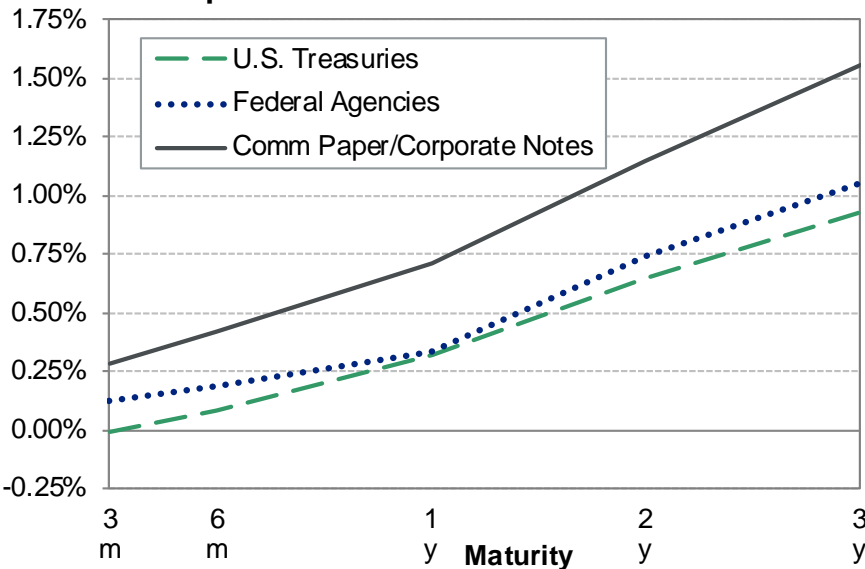 1.75%
U.S. Treasuries
1.50%
Federal Agencies
1.25%
Comm Paper/Corporate Notes
1.00%
0.75%
0.50%
0.25%
0.00%
-0.25%
3 6 1 2 3
m m y Maturity y y